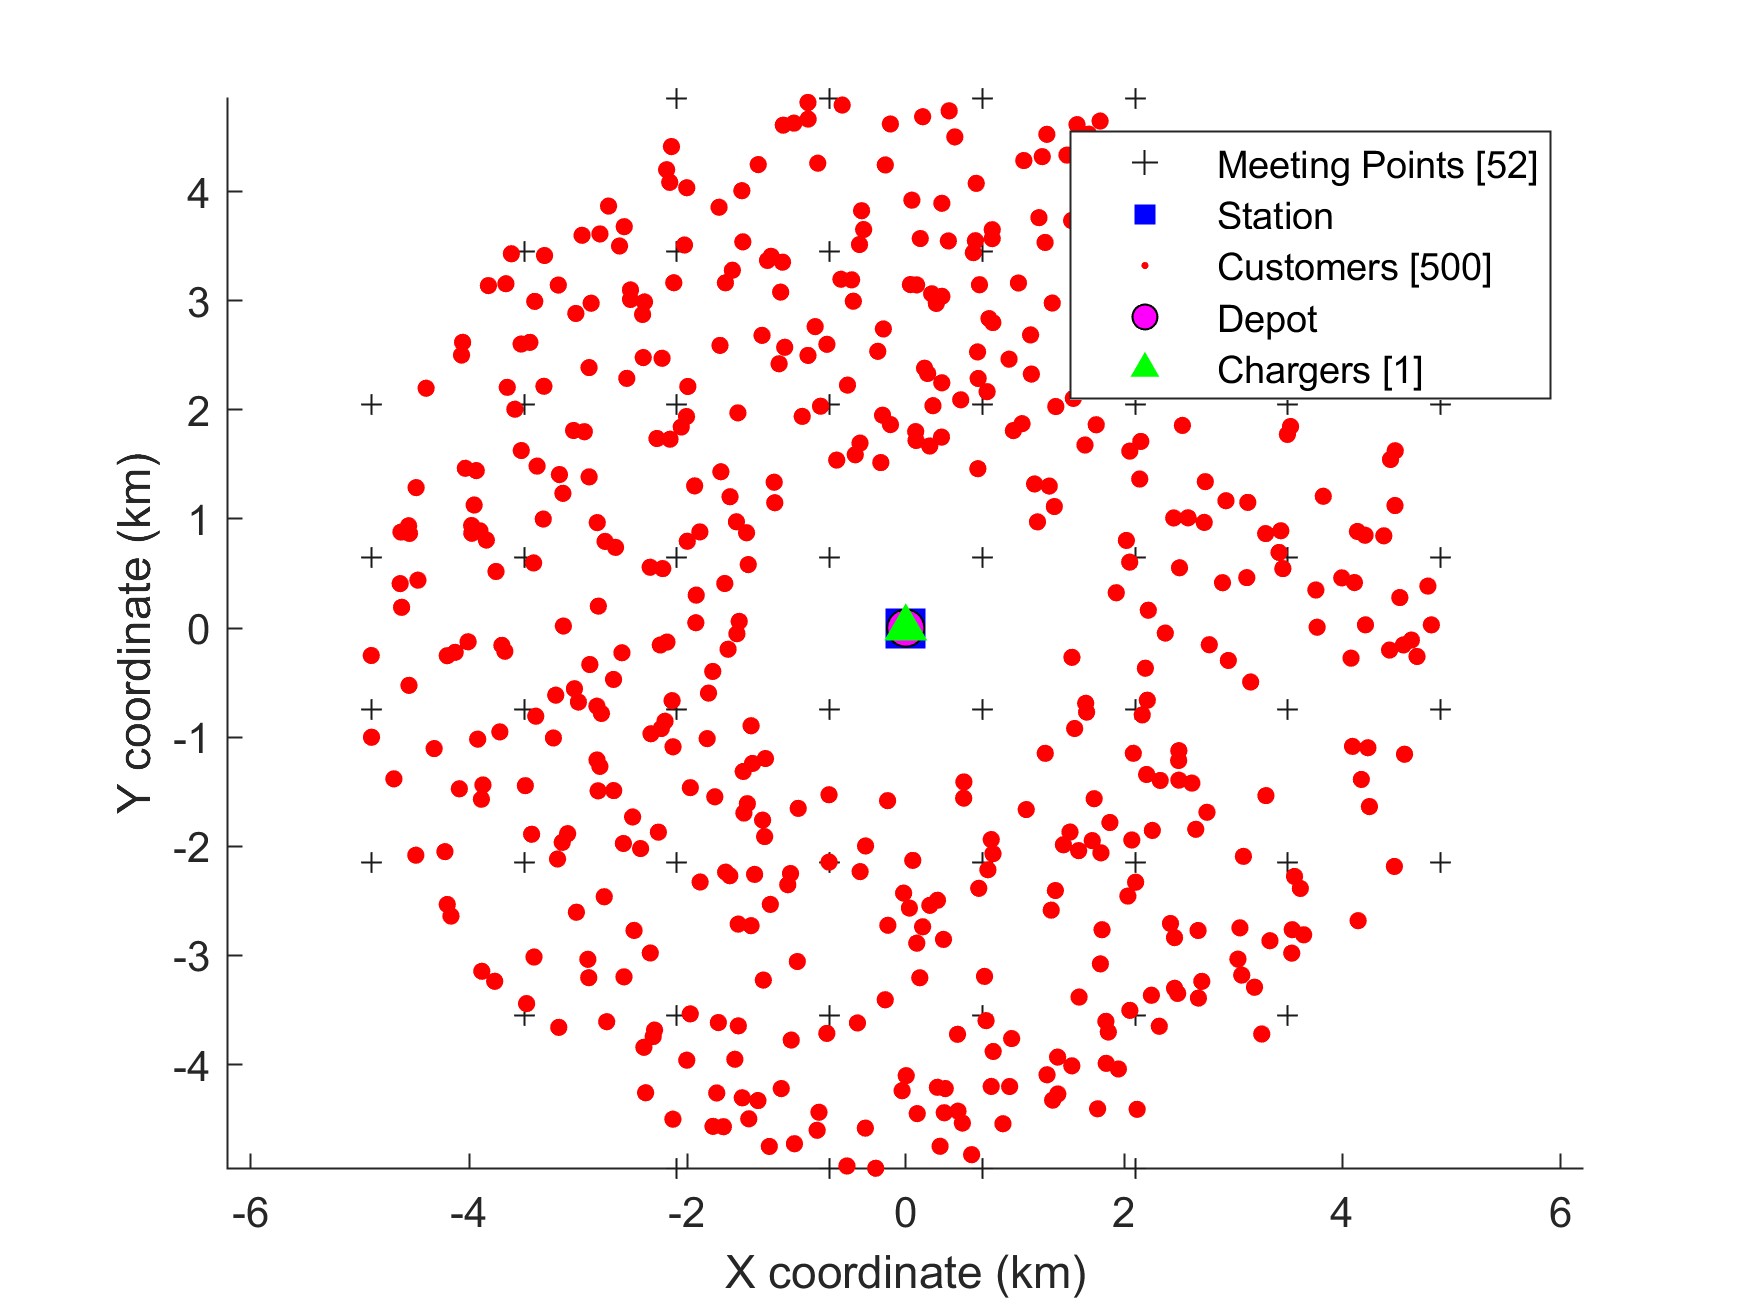 Meeting Points [52]
Station
Customers [500]
Depot
Chargers [1]
4
3
2
1
0
-1
-2
-3
-4
Y coordinate (km)
-6 -4 -2 0 2 4 6
X coordinate (km)